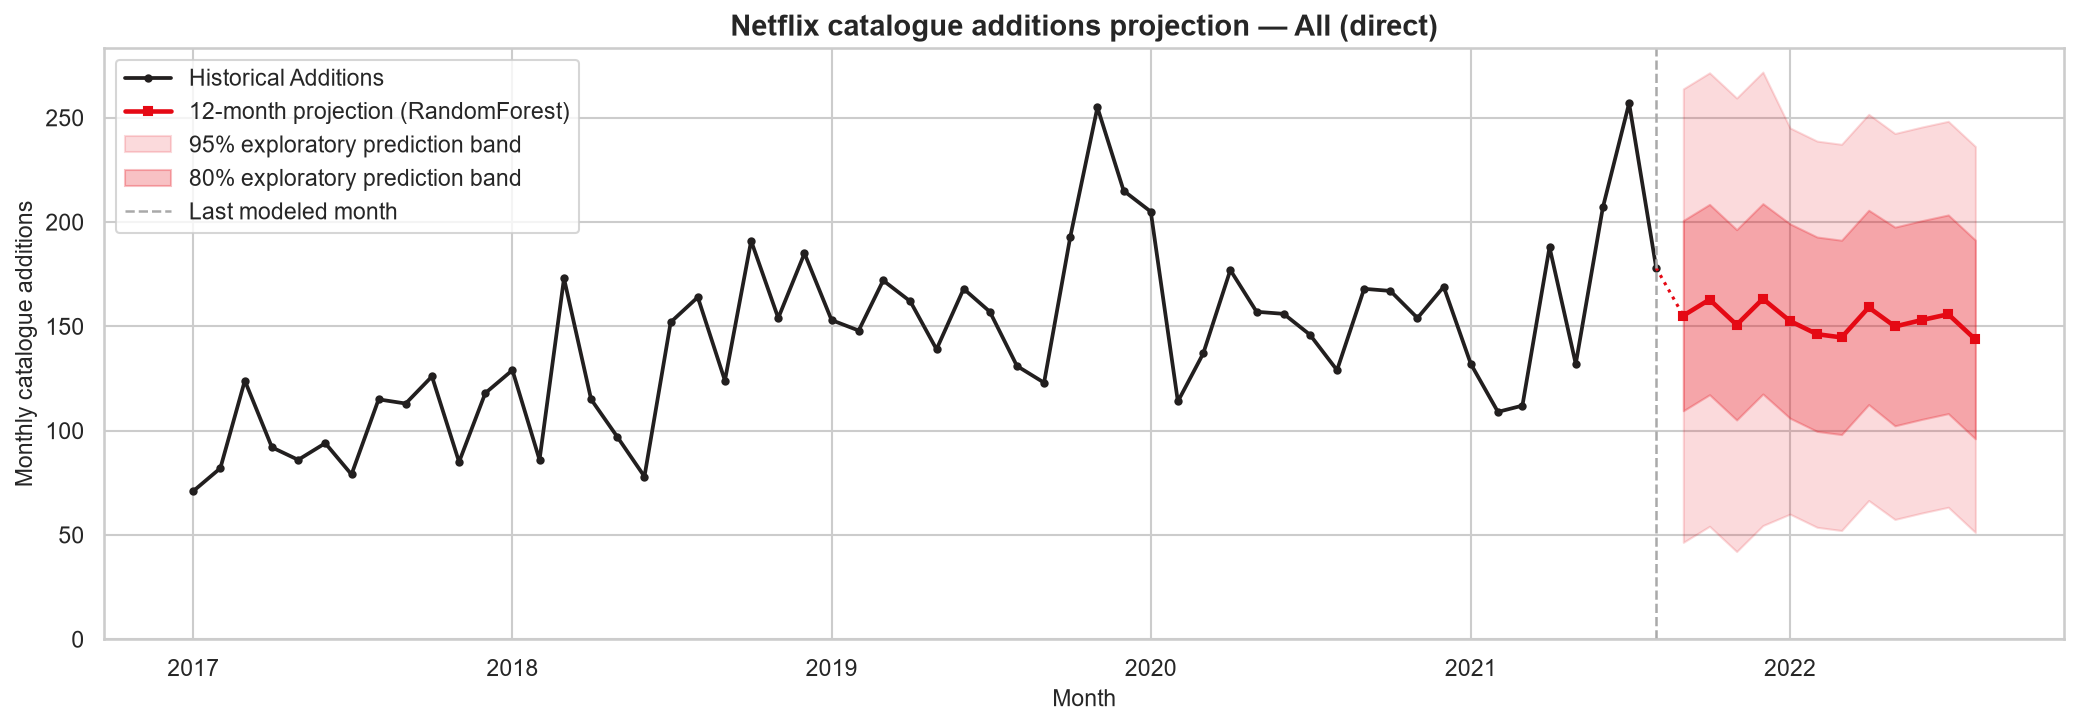 Netflix catalogue additions projection — All (direct)
Historical Additions
12-month projection (RandomForest)
95% exploratory prediction band
80% exploratory prediction band
Last modeled month
Monthly catalogue additions
250
200
150
100
50
0
2017 2018 2019 2020 2021 2022
Month